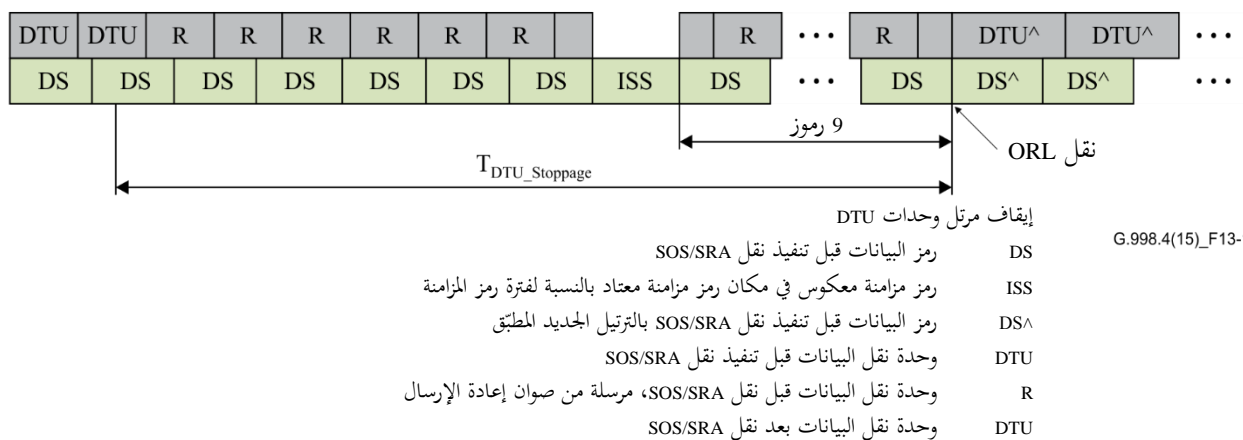 DTU DTU R R R R R R R ••• R DTU^ DTU^ •••
DS DS DS DS DS DS DS ISS DS ••• DS DS^ DS^ •••
9 رموز
نقل ORL
T_DTU_Stoppage
إيقاف مرتل وحدات DTU
G.998.4(15)_F13-
DS رمز البيانات قبل تنفيذ نقل SOS/SRA
ISS رمز مزامنة معكوس في مكان رمز مزامنة معتاد بالنسبة لفترة رمز المزامنة
DS^ رمز البيانات قبل تنفيذ نقل SOS/SRA بالترتيل الجديد المطبّق
DTU وحدة نقل البيانات قبل تنفيذ نقل SOS/SRA
R وحدة نقل البيانات قبل نقل SOS/SRA، مرسلة من صوان إعادة الإرسال
DTU وحدة نقل البيانات بعد نقل SOS/SRA